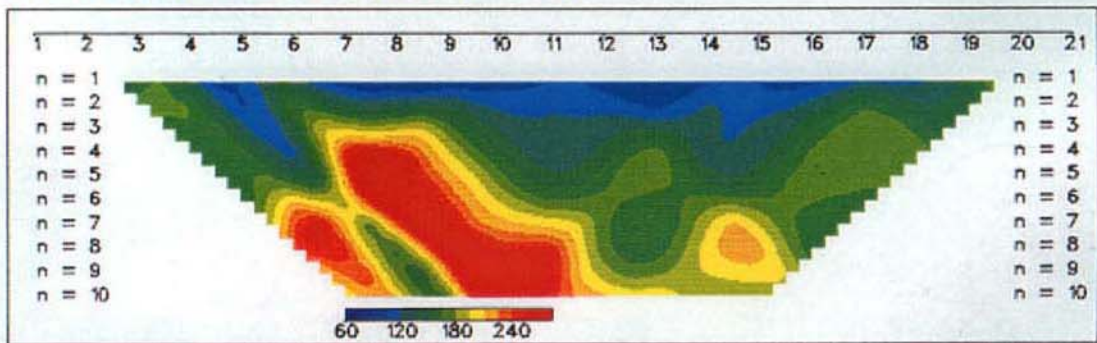 1 2 3 4 5 6 7 8 9 10 11 12 13 14 15 16 17 18 19 20 21
n = 1 n = 1
n = 2 n = 2
n = 3 n = 3
n = 4 n = 4
n = 5 n = 5
n = 6 n = 6
n = 7 n = 7
n = 8 n = 8
n = 9 n = 9
n = 10 n = 10
60 120 180 240